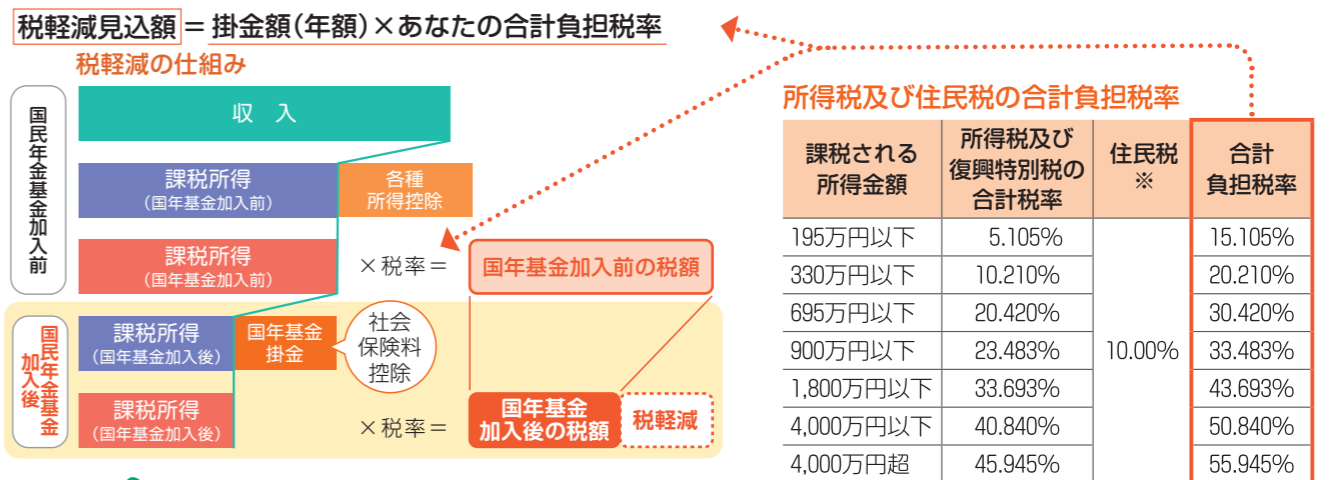 税軽減見込額＝掛金額（年額）×あなたの合計負担税率
税軽減の仕組み
国民年金基金加入前
収　入
課税所得
（国年基金加入前）
各種
所得控除
課税所得
（国年基金加入前）
×税率＝
国年基金加入前の税額
国民年金基金
加入後
課税所得
（国年基金加入後）
国年基金
掛金
社会
保険料
控除
課税所得
（国年基金加入後）
×税率＝
国年基金
加入後の税額
税軽減
所得税及び住民税の合計負担税率
課税される
所得金額
所得税及び
復興特別税の
合計税率
住民税
※
合計
負担税率
195万円以下 5.105% 15.105%
330万円以下 10.210% 20.210%
695万円以下 20.420% 30.420%
900万円以下 23.483% 10.00% 33.483%
1,800万円以下 33.693% 43.693%
4,000万円以下 40.840% 50.840%
4,000万円超 45.945% 55.945%